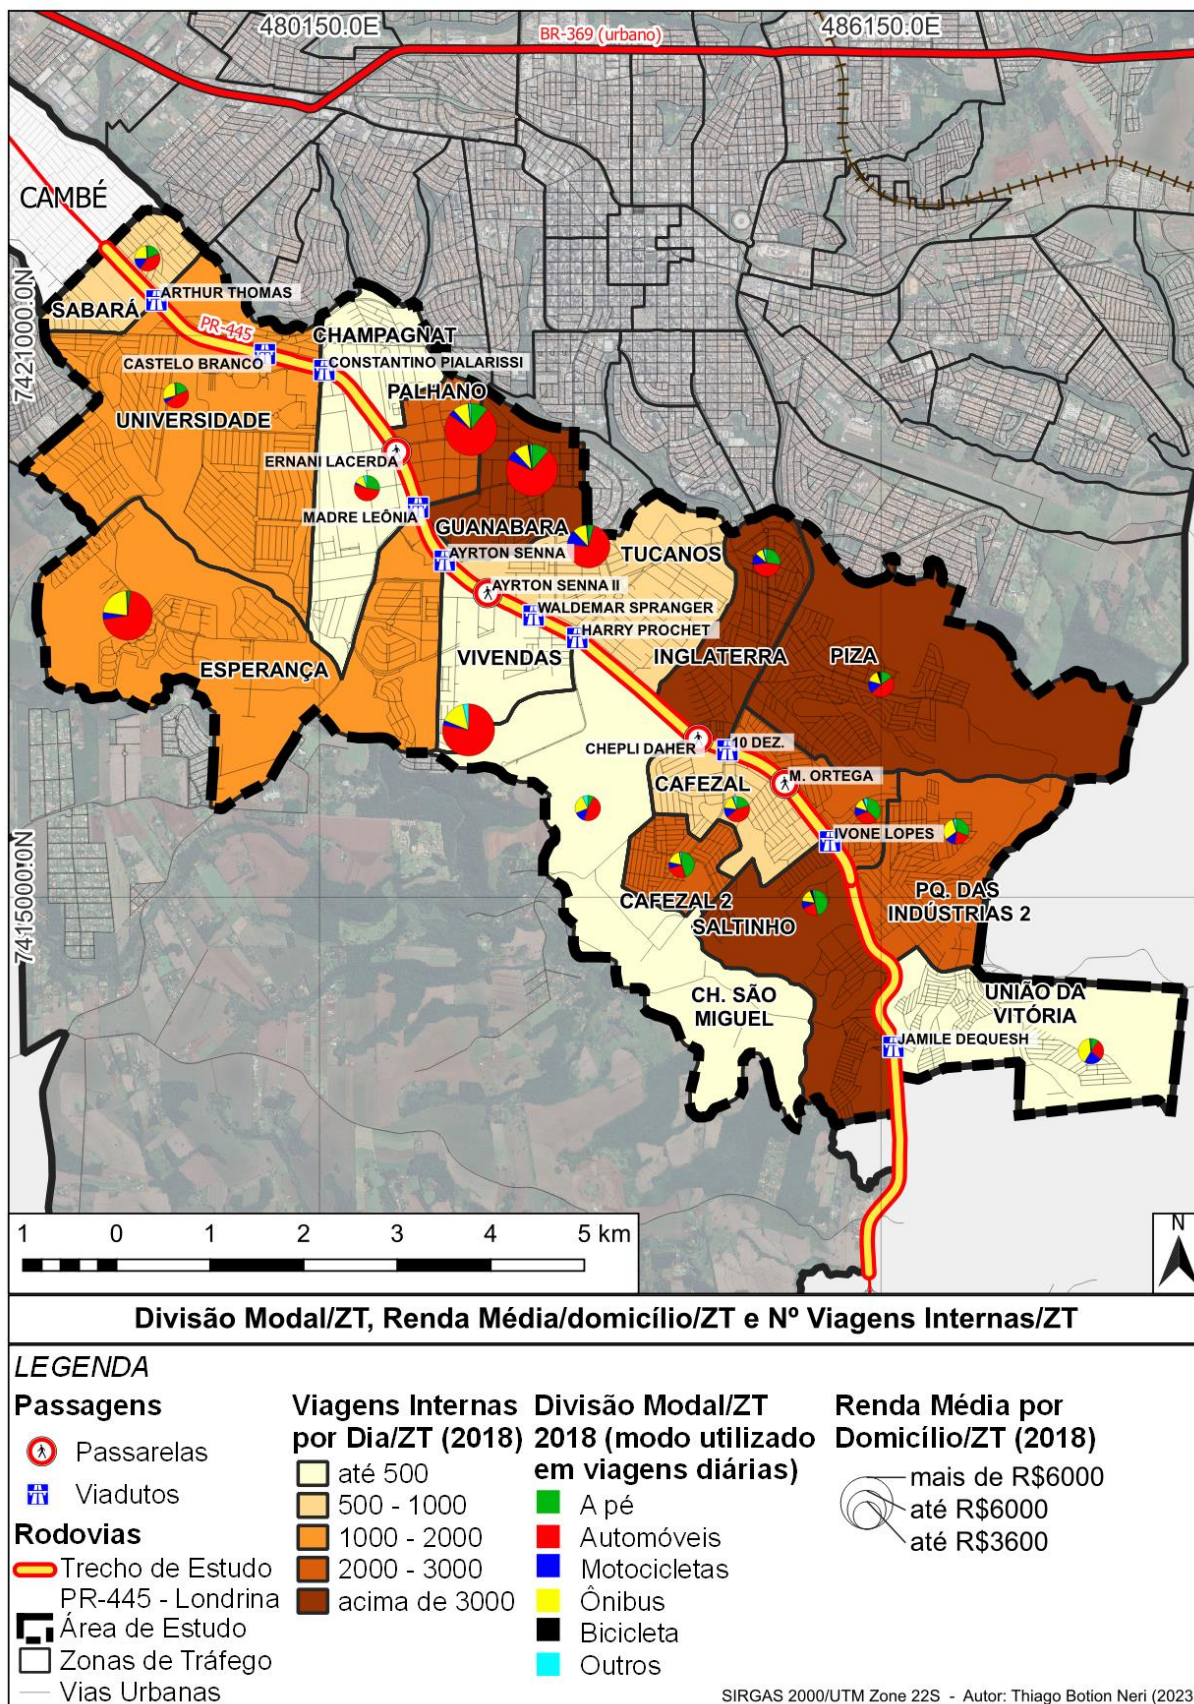 480150.0E
486150.0E
BR-369 (urbano)
CAMBÉ
7421000.0N
SABARÁ
ARTHUR THOMAS
PR-445
CHAMPAGNAT
CASTELO BRANCO
CONSTANTINO PIALARISSI
PALHANO
UNIVERSIDADE
ERNANI LACERDA
MADRE LEÔNIA
GUANABARA
AYRTON SENNA
TUCANOS
AYRTON SENNA II
WALDEMAR SPRANGER
HARRY PROCHET
VIVENDAS
INGLATERRA
PIZA
ESPERANÇA
CHEPLI DAHER
10 DEZ.
M. ORTEGA
CAFEZAL
IVONE LOPES
7415000.0N
CAFEZAL 2
PQ. DAS
INDÚSTRIAS 2
SALTINHO
CH. SÃO
MIGUEL
UNIÃO DA
VITÓRIA
JAMILE DEQUESH
1 0 1 2 3 4 5 km
N
Divisão Modal/ZT, Renda Média/domicílio/ZT e Nº Viagens Internas/ZT
LEGENDA
Passagens
Passarelas
Viadutos
Rodovias
Trecho de Estudo
PR-445 - Londrina
Área de Estudo
Zonas de Tráfego
Vias Urbanas
Viagens Internas
por Dia/ZT (2018)
até 500
500 - 1000
1000 - 2000
2000 - 3000
acima de 3000
Divisão Modal/ZT
2018 (modo utilizado
em viagens diárias)
A pé
Automóveis
Motocicletas
Ônibus
Bicicleta
Outros
Renda Média por
Domicílio/ZT (2018)
mais de R$6000
até R$6000
até R$3600
SIRGAS 2000/UTM Zone 22S - Autor: Thiago Botion Neri (2023